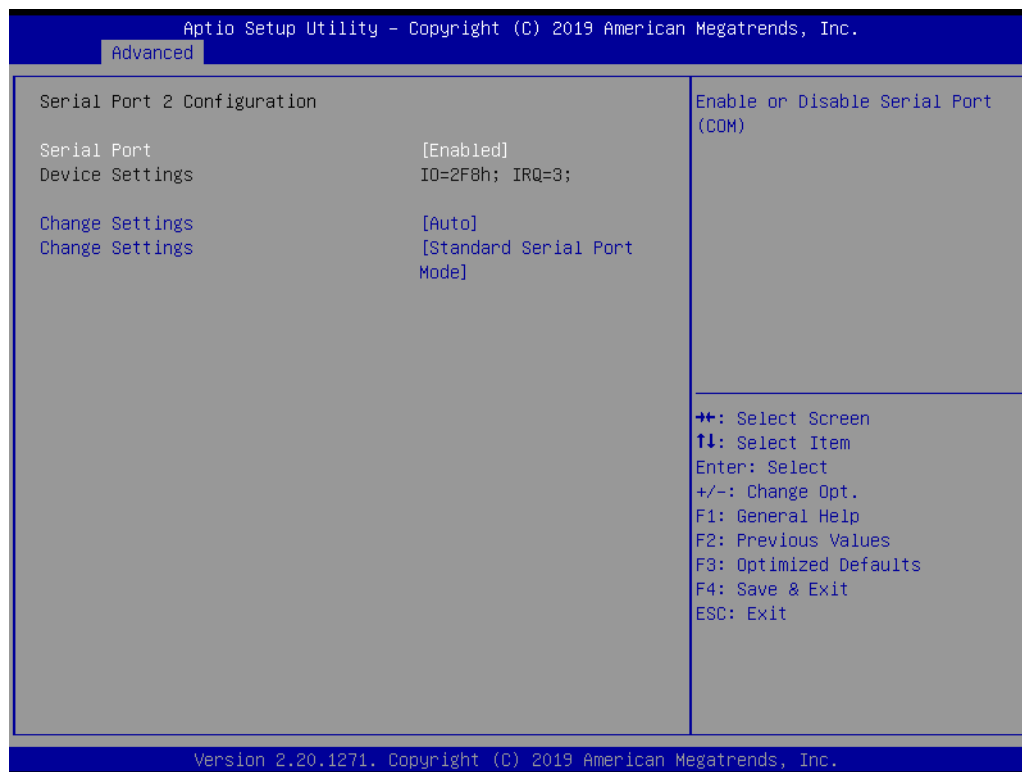 Aptio Setup Utility – Copyright (C) 2019 American Megatrends, Inc.
Advanced
Serial Port 2 Configuration
Serial Port [Enabled]
Device Settings IO=2F8h; IRQ=3;
Change Settings [Auto]
Change Settings [Standard Serial Port
Mode]
Enable or Disable Serial Port
(COM)
→←: Select Screen
↑↓: Select Item
Enter: Select
+/-: Change Opt.
F1: General Help
F2: Previous Values
F3: Optimized Defaults
F4: Save & Exit
ESC: Exit
Version 2.20.1271. Copyright (C) 2019 American Megatrends, Inc.